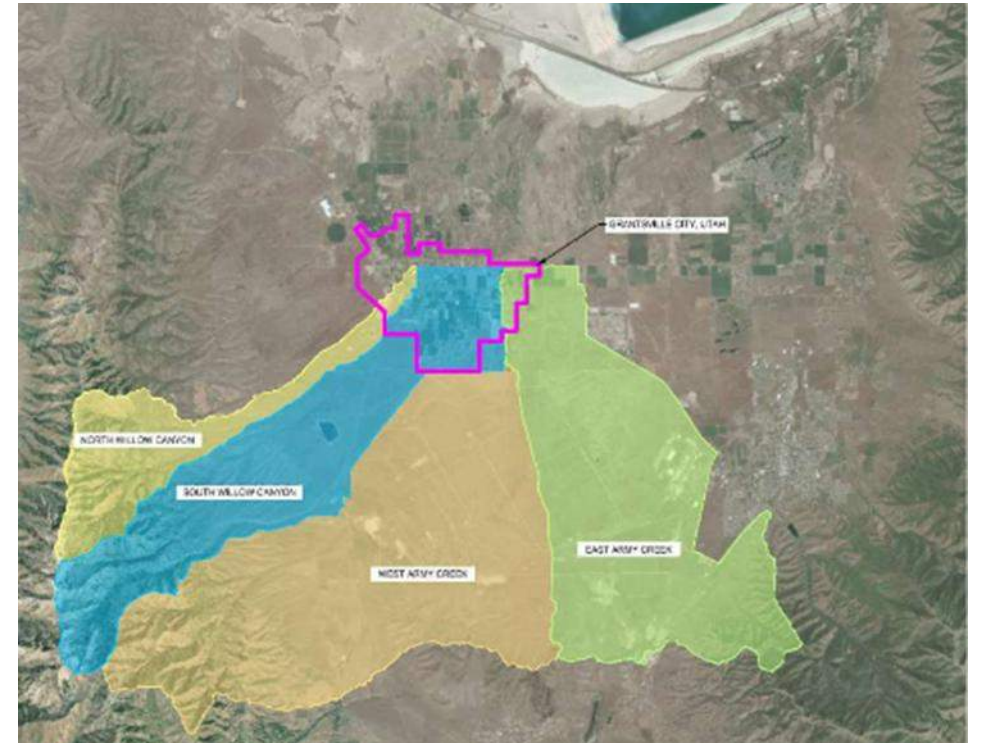 GRANTSVILLE CITY, UTAH
NORTH WILLOW CANYON
SOUTH WILLOW CANYON
EAST ARMY CREEK
WEST ARMY CREEK